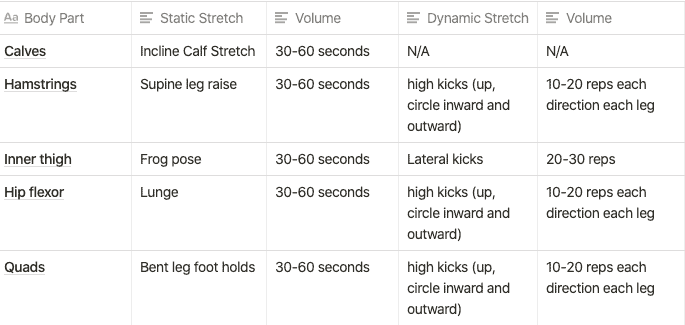 Aa Body Part Static Stretch Volume Dynamic Stretch Volume
Calves Incline Calf Stretch 30-60 seconds N/A N/A
Hamstrings Supine leg raise 30-60 seconds high kicks (up, 10-20 reps each
circle inward and direction each leg
outward)
Inner thigh Frog pose 30-60 seconds Lateral kicks 20-30 reps
Hip flexor Lunge 30-60 seconds high kicks (up, 10-20 reps each
circle inward and direction each leg
outward)
Quads Bent leg foot holds 30-60 seconds high kicks (up, 10-20 reps each
circle inward and direction each leg
outward)